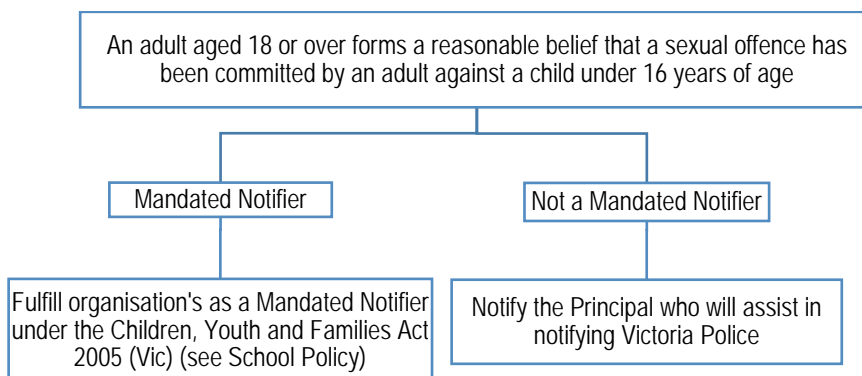 An adult aged 18 or over forms a reasonable belief that a sexual offence has
been committed by an adult against a child under 16 years of age
Mandated Notifier
Not a Mandated Notifier
Fulfill organisation's as a Mandated Notifier
under the Children, Youth and Families Act
2005 (Vic) (see School Policy)
Notify the Principal who will assist in
notifying Victoria Police